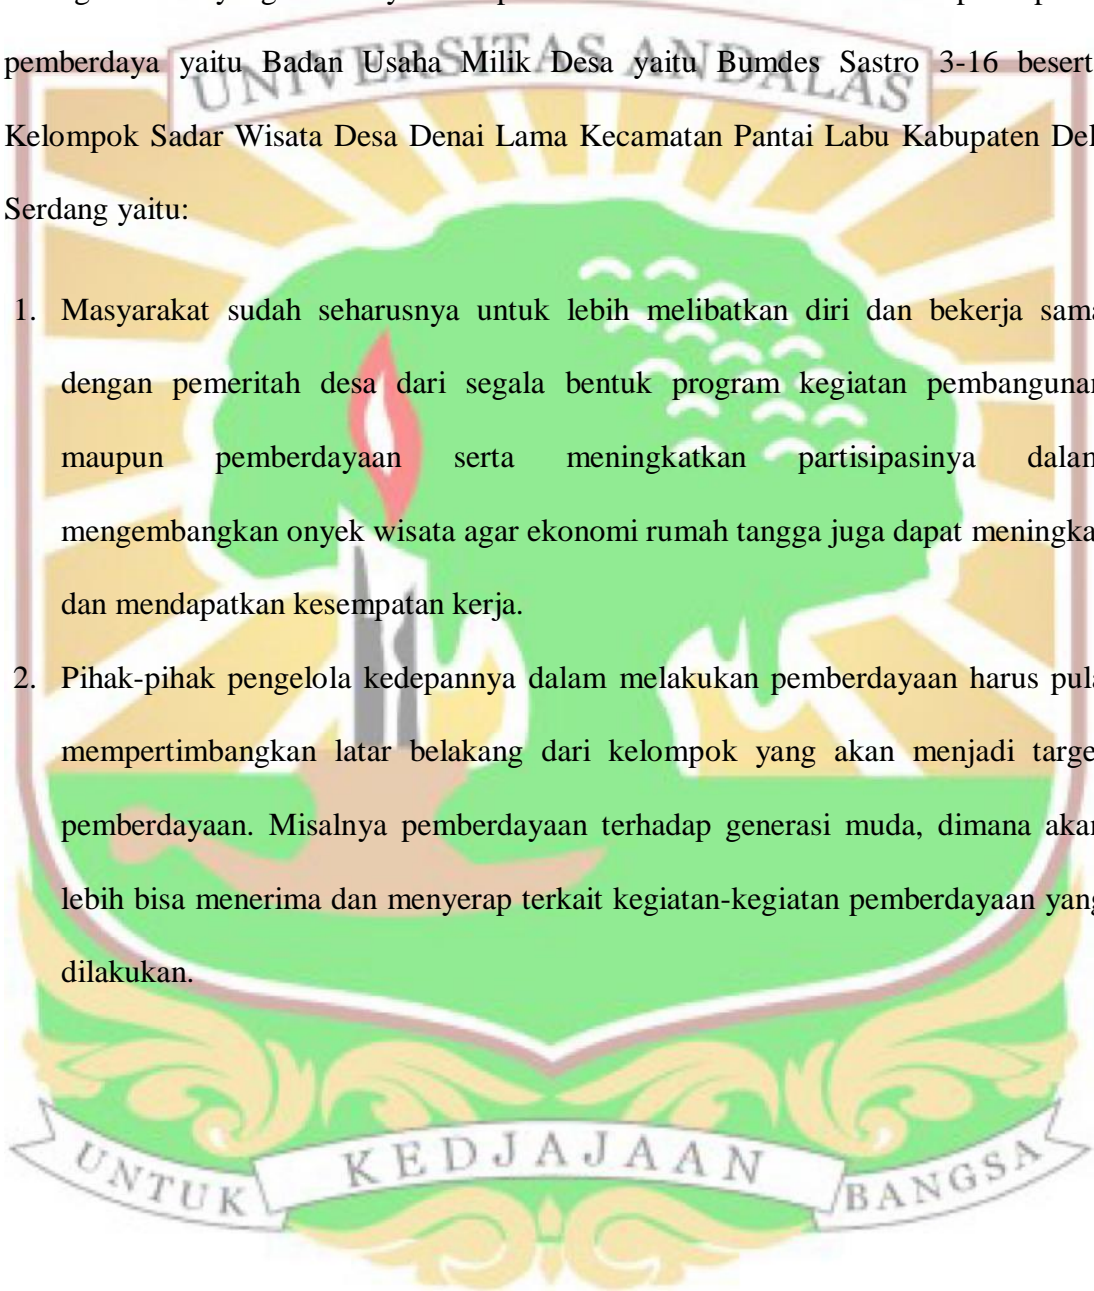 UNIVERSITAS ANDALAS
pemberdaya yaitu Badan Usaha Milik Desa yaitu Bumdes Sastro 3-16 besert
Kelompok Sadar Wisata Desa Denai Lama Kecamatan Pantai Labu Kabupaten Del
Serdang yaitu:
1. Masyarakat sudah seharusnya untuk lebih melibatkan diri dan bekerja sama
dengan pemeritah desa dari segala bentuk program kegiatan pembangunan
maupun pemberdayaan serta meningkatkan partisipasinya dalam
mengembangkan onyek wisata agar ekonomi rumah tangga juga dapat meningka
dan mendapatkan kesempatan kerja.
2. Pihak-pihak pengelola kedepannya dalam melakukan pemberdayaan harus pula
mempertimbangkan latar belakang dari kelompok yang akan menjadi targe
pemberdayaan. Misalnya pemberdayaan terhadap generasi muda, dimana akan
lebih bisa menerima dan menyerap terkait kegiatan-kegiatan pemberdayaan yang
dilakukan.
UNTUK KEDJAJAAN BANGSA